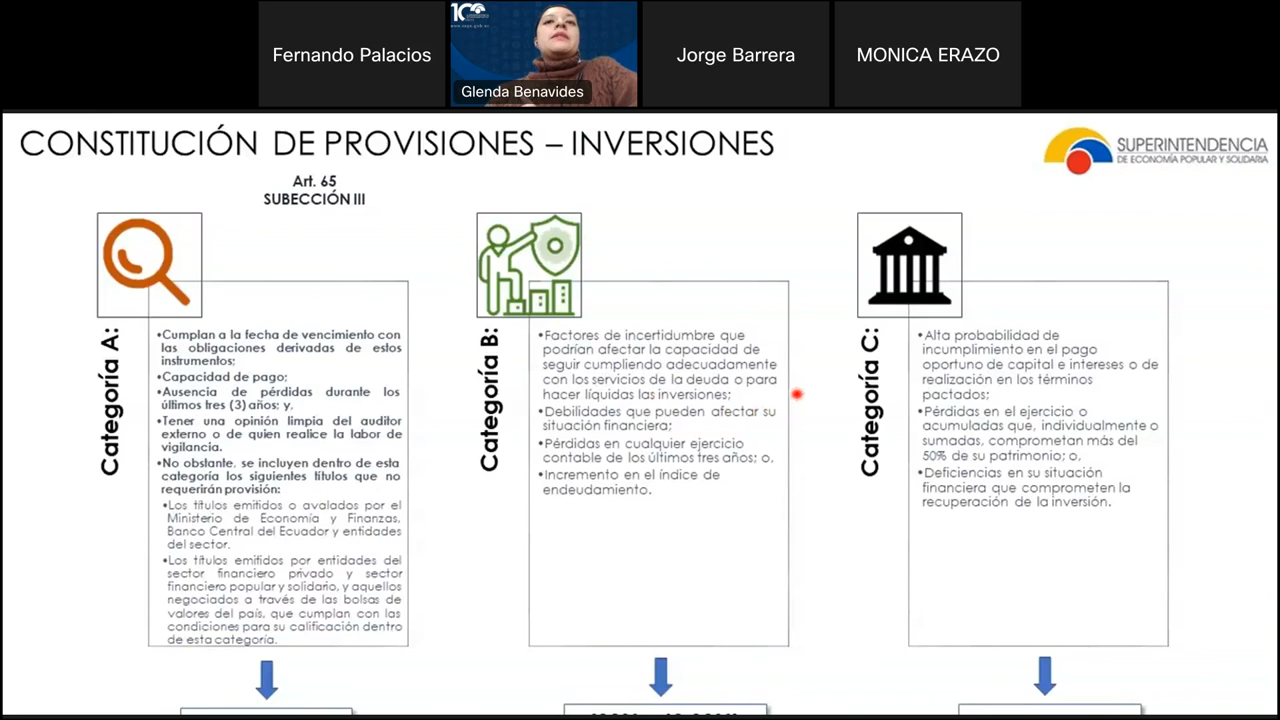 Fernando Palacios
Glenda Benavides
Jorge Barrera
MONICA ERAZO
CONSTITUCIÓN DE PROVISIONES – INVERSIONES
SUPERINTENDENCIA
DE ECONOMÍA POPULAR Y SOLIDARIA
Art. 65
SUBECCIÓN III
Categoría A:
•Cumplan a la fecha de vencimiento con
las obligaciones derivadas de estos
instrumentos;
•Capacidad de pago;
•Ausencia de pérdidas durante los
últimos tres (3) años; y,
•Tener una opinión limpia del auditor
externo o de quien realice la labor de
vigilancia.
•No obstante, se incluyen dentro de esta
categoría los siguientes títulos que no
requerirán provisión:
•Los títulos emitidos o avalados por el
Ministerio de Economía y Finanzas,
Banco Central del Ecuador y entidades
del sector.
•Los títulos emitidos por entidades del
sector financiero privado y sector
financiero popular y solidario, y aquellos
negociados a través de las bolsas de
valores del país, que cumplan con las
condiciones para su calificación dentro
de esta categoría.
Categoría B:
•Factores de incertidumbre que
podrían afectar la capacidad de
seguir cumpliendo adecuadamente
con los servicios de la deuda o para
hacer líquidas las inversiones;
•Debilidades que pueden afectar su
situación financiera;
•Pérdidas en cualquier ejercicio
contable de los últimos tres años; o,
•Incremento en el índice de
endeudamiento.
Categoría C:
•Alta probabilidad de
incumplimiento en el pago
oportuno de capital e intereses o de
realización en los términos
pactados;
•Pérdidas en el ejercicio o
acumuladas que, individualmente o
sumadas, comprometan más del
50% de su patrimonio; o,
•Deficiencias en su situación
financiera que comprometen la
recuperación de la inversión.